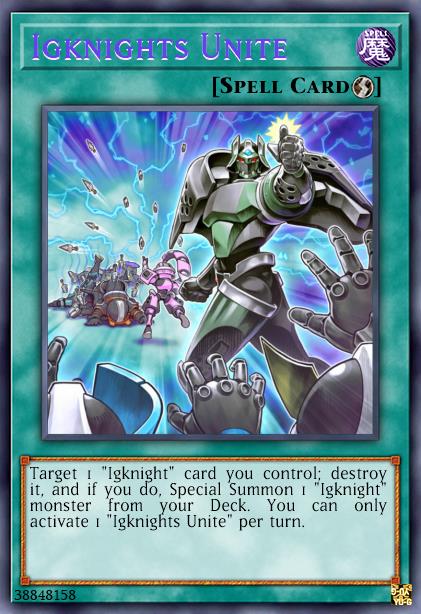 Igknights Unite
SPELL
魔
[Spell Card]
Target 1 "Igknight" card you control; destroy
it, and if you do, Special Summon 1 "Igknight"
monster from your Deck. You can only
activate 1 "Igknights Unite" per turn.
38848158